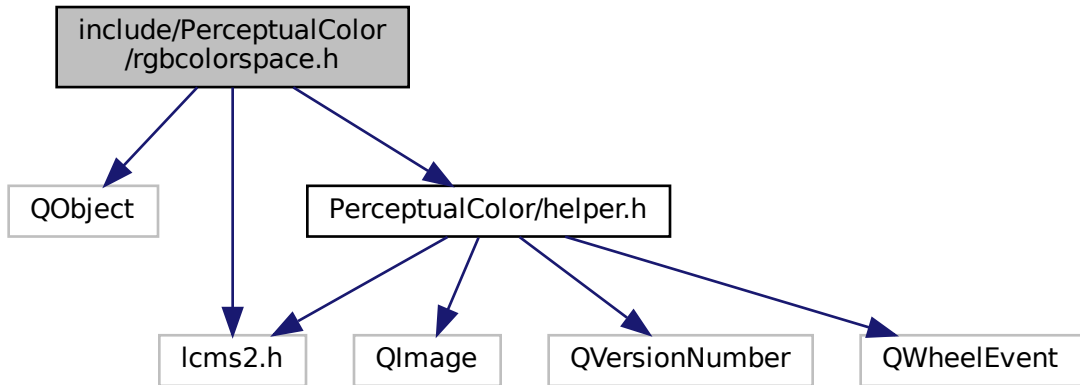 include/PerceptualColor
/rgbcolorspace.h
QObject
PerceptualColor/helper.h
lcms2.h
QImage
QVersionNumber
QWheelEvent